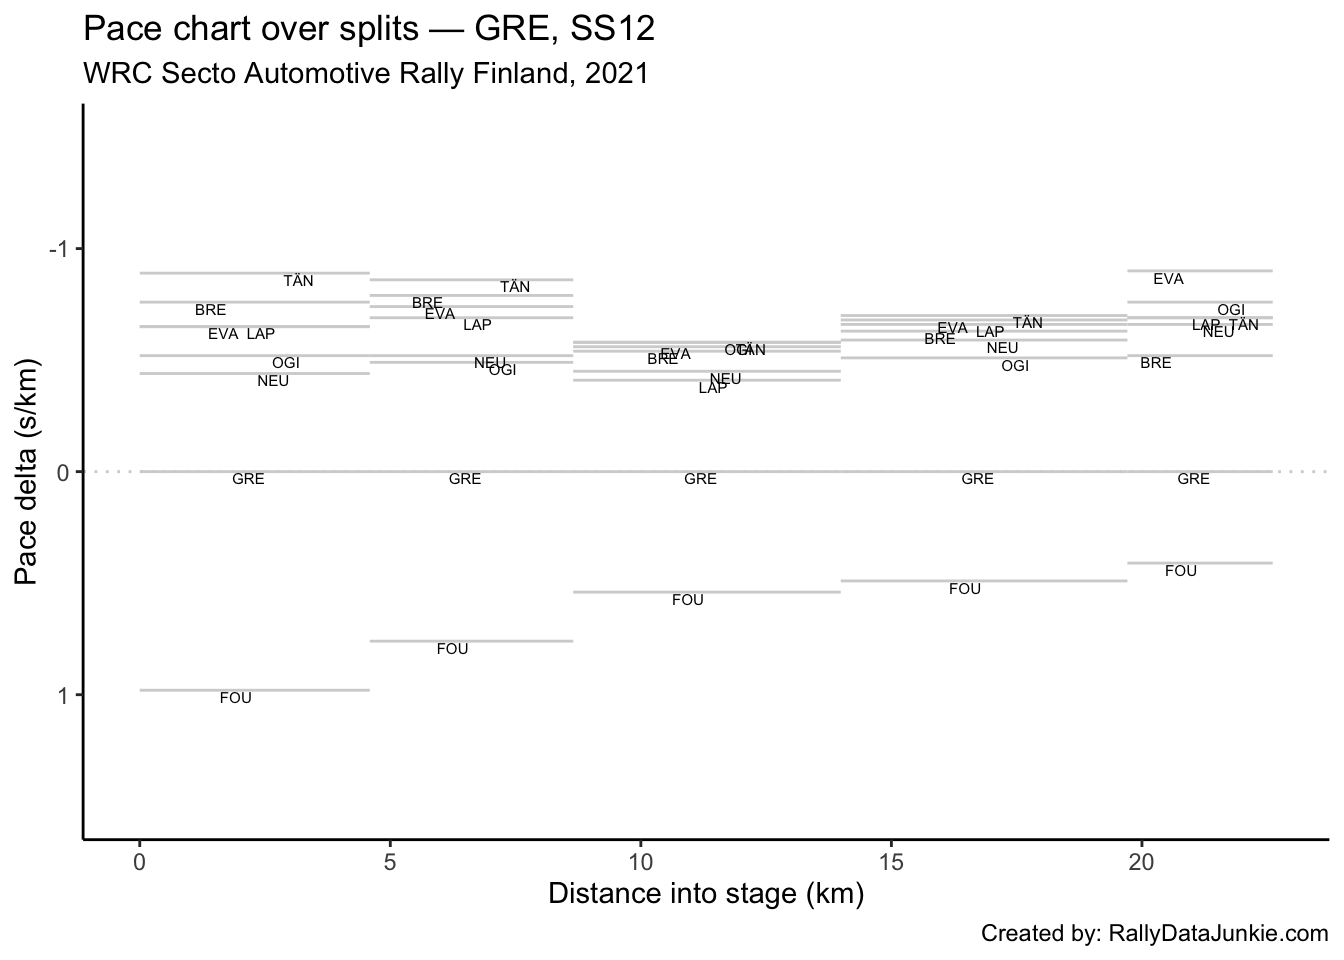 Pace chart over splits — GRE, SS12
WRC Secto Automotive Rally Finland, 2021
Pace delta (s/km)
-1
0
1
TÄN
BRE
EVA LAP
OGI
NEU
GRE
FOU
TÄN
BRE
EVA
LAP
NEU
OGI
GRE
FOU
OGI TÄN
EVA
BRE
NEU
LAP
GRE
FOU
TÄN
EVA
LAP
BRE
NEU
OGI
GRE
FOU
EVA
OGI
LAP TÄN
NEU
BRE
GRE
FOU
0 5 10 15 20
Distance into stage (km)
Created by: RallyDataJunkie.com